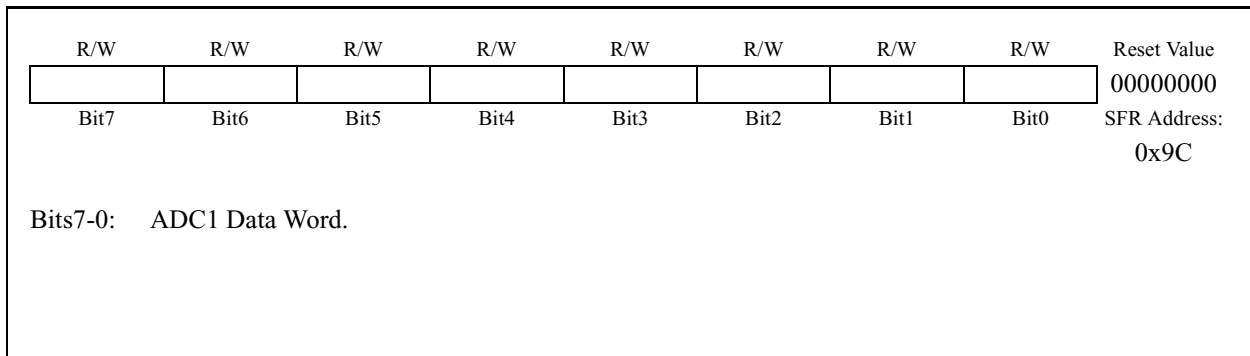 R/W R/W R/W R/W R/W R/W R/W R/W Reset Value
00000000
Bit7 Bit6 Bit5 Bit4 Bit3 Bit2 Bit1 Bit0 SFR Address:
0x9C
Bits7-0: ADC1 Data Word.